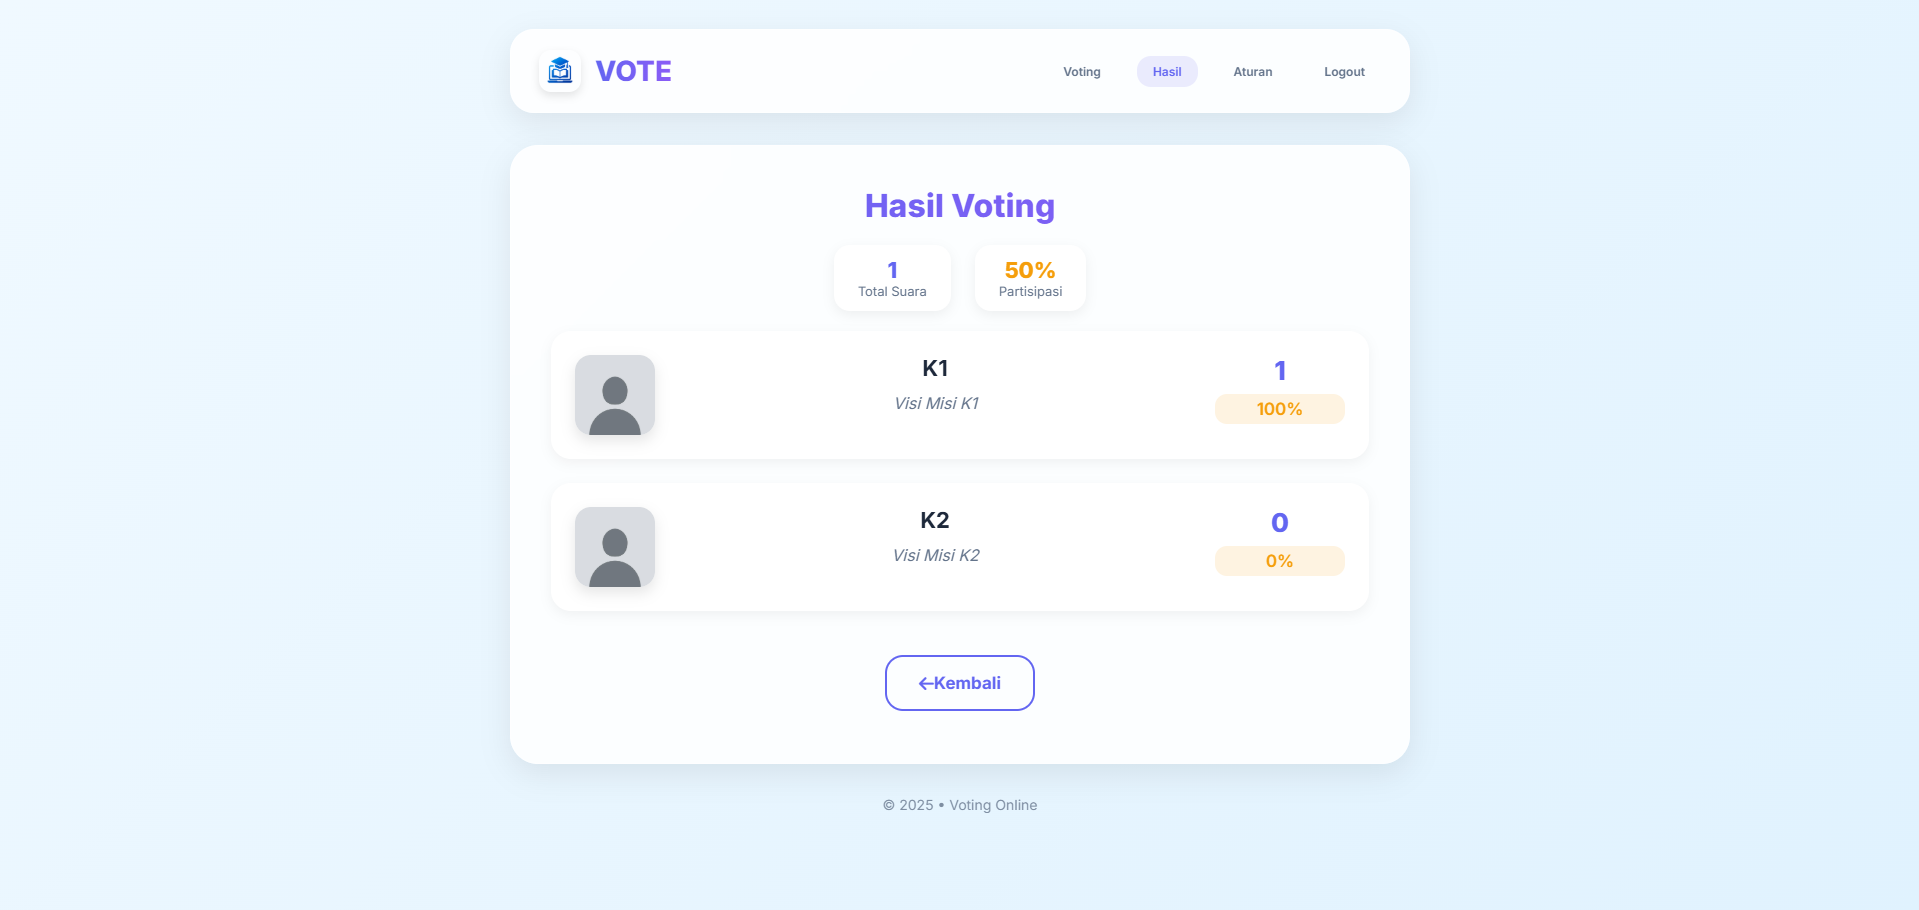 VOTE
Voting
Hasil
Aturan
Logout
Hasil Voting
1
Total Suara
50%
Partisipasi
K1
Visi Misi K1
1
100%
K2
Visi Misi K2
0
0%
←Kembali
© 2025 • Voting Online